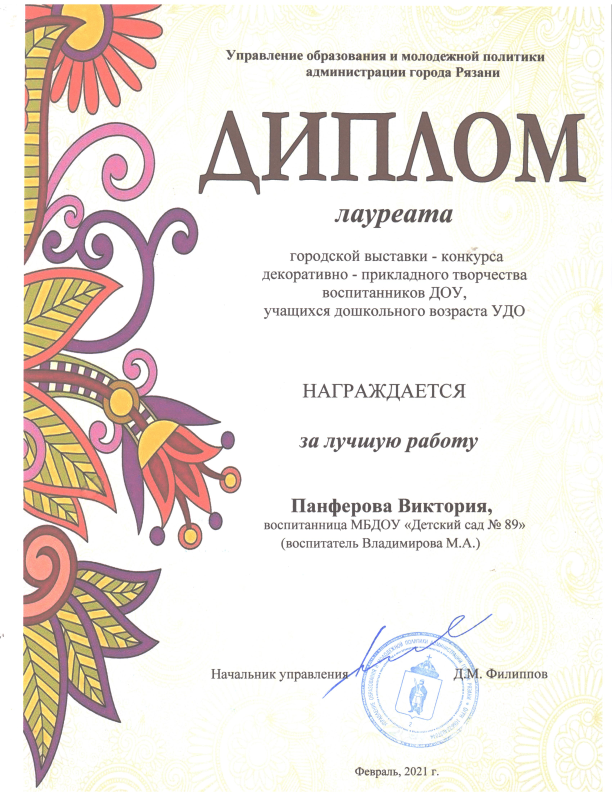 Управление образования и молодежной политики
администрации города Рязани
ДИПЛОМ
лауреата
городской выставки - конкурса
декоративно - прикладного творчества
воспитанников ДОУ,
учащихся дошкольного возраста УДО
НАГРАЖДАЕТСЯ
за лучшую работу
Панферова Виктория,
воспитанница МБДОУ «Детский сад № 89»
(воспитатель Владимирова М.А.)
Начальник управления Д.М. Филиппов
Февраль, 2021 г.